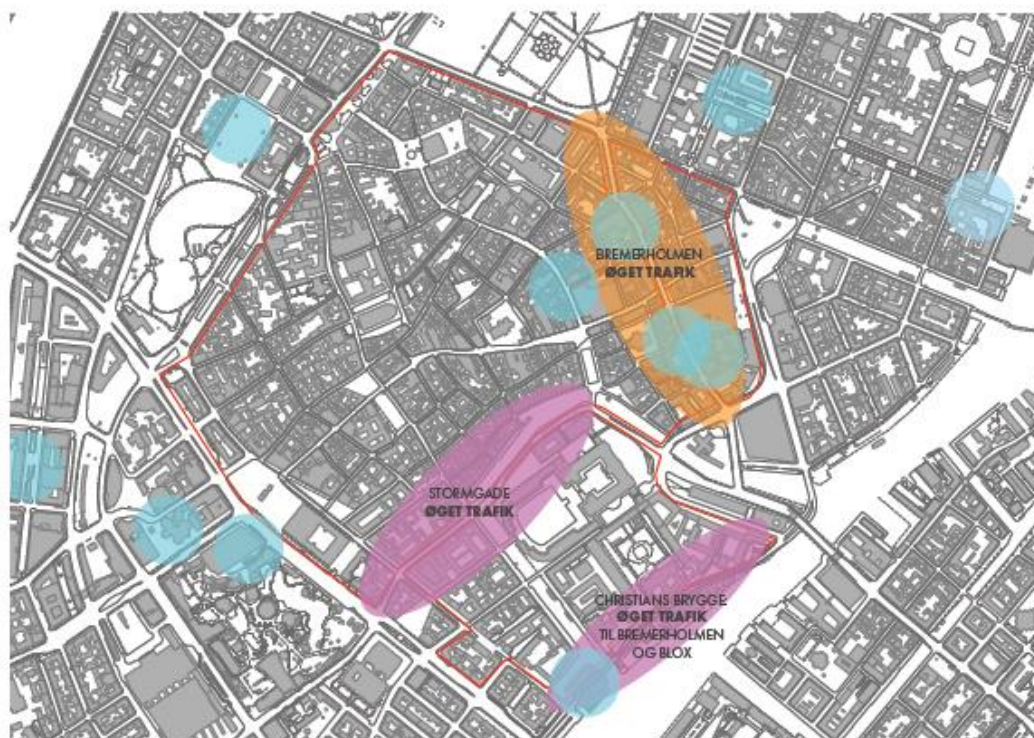 BREMERHOLMEN
ØGET TRAFIK
STORMGADE
ØGET TRAFIK
CHRISTIANS BRYGGE
ØGET TRAFIK
TIL BREMERHOLMEN
OG BLOX